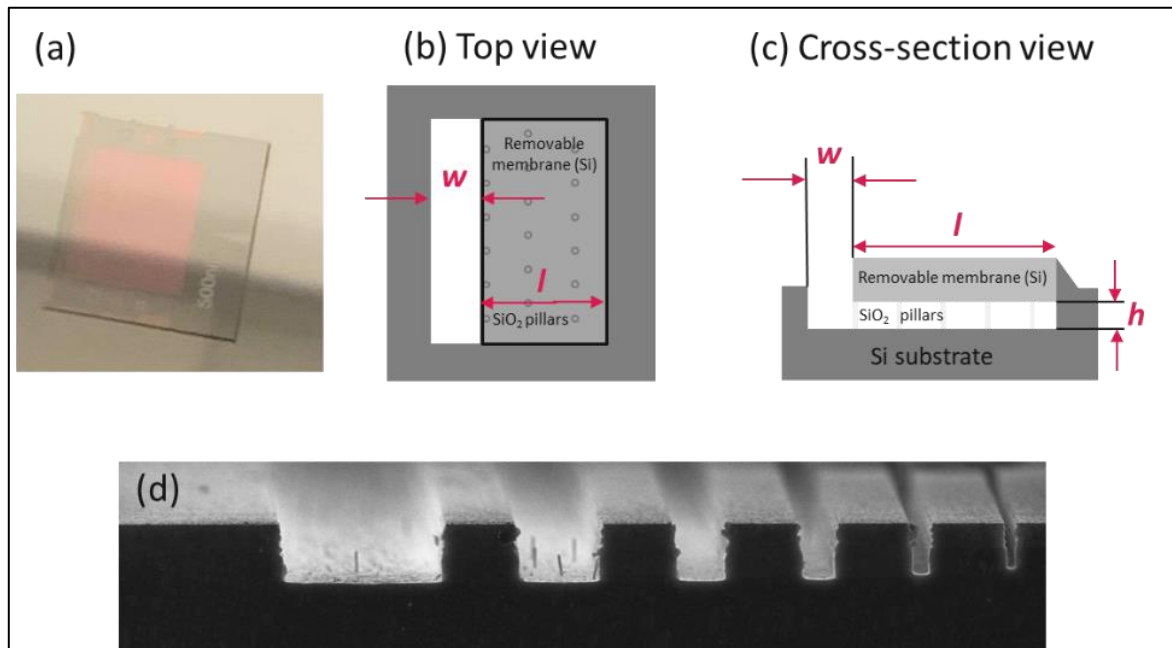 (a)
(b) Top view
(c) Cross-section view
Removable
membrane (Si)
w
l
SiO₂ pillars
w
l
Removable membrane (Si)
SiO₂ pillars
h
Si substrate
(d)